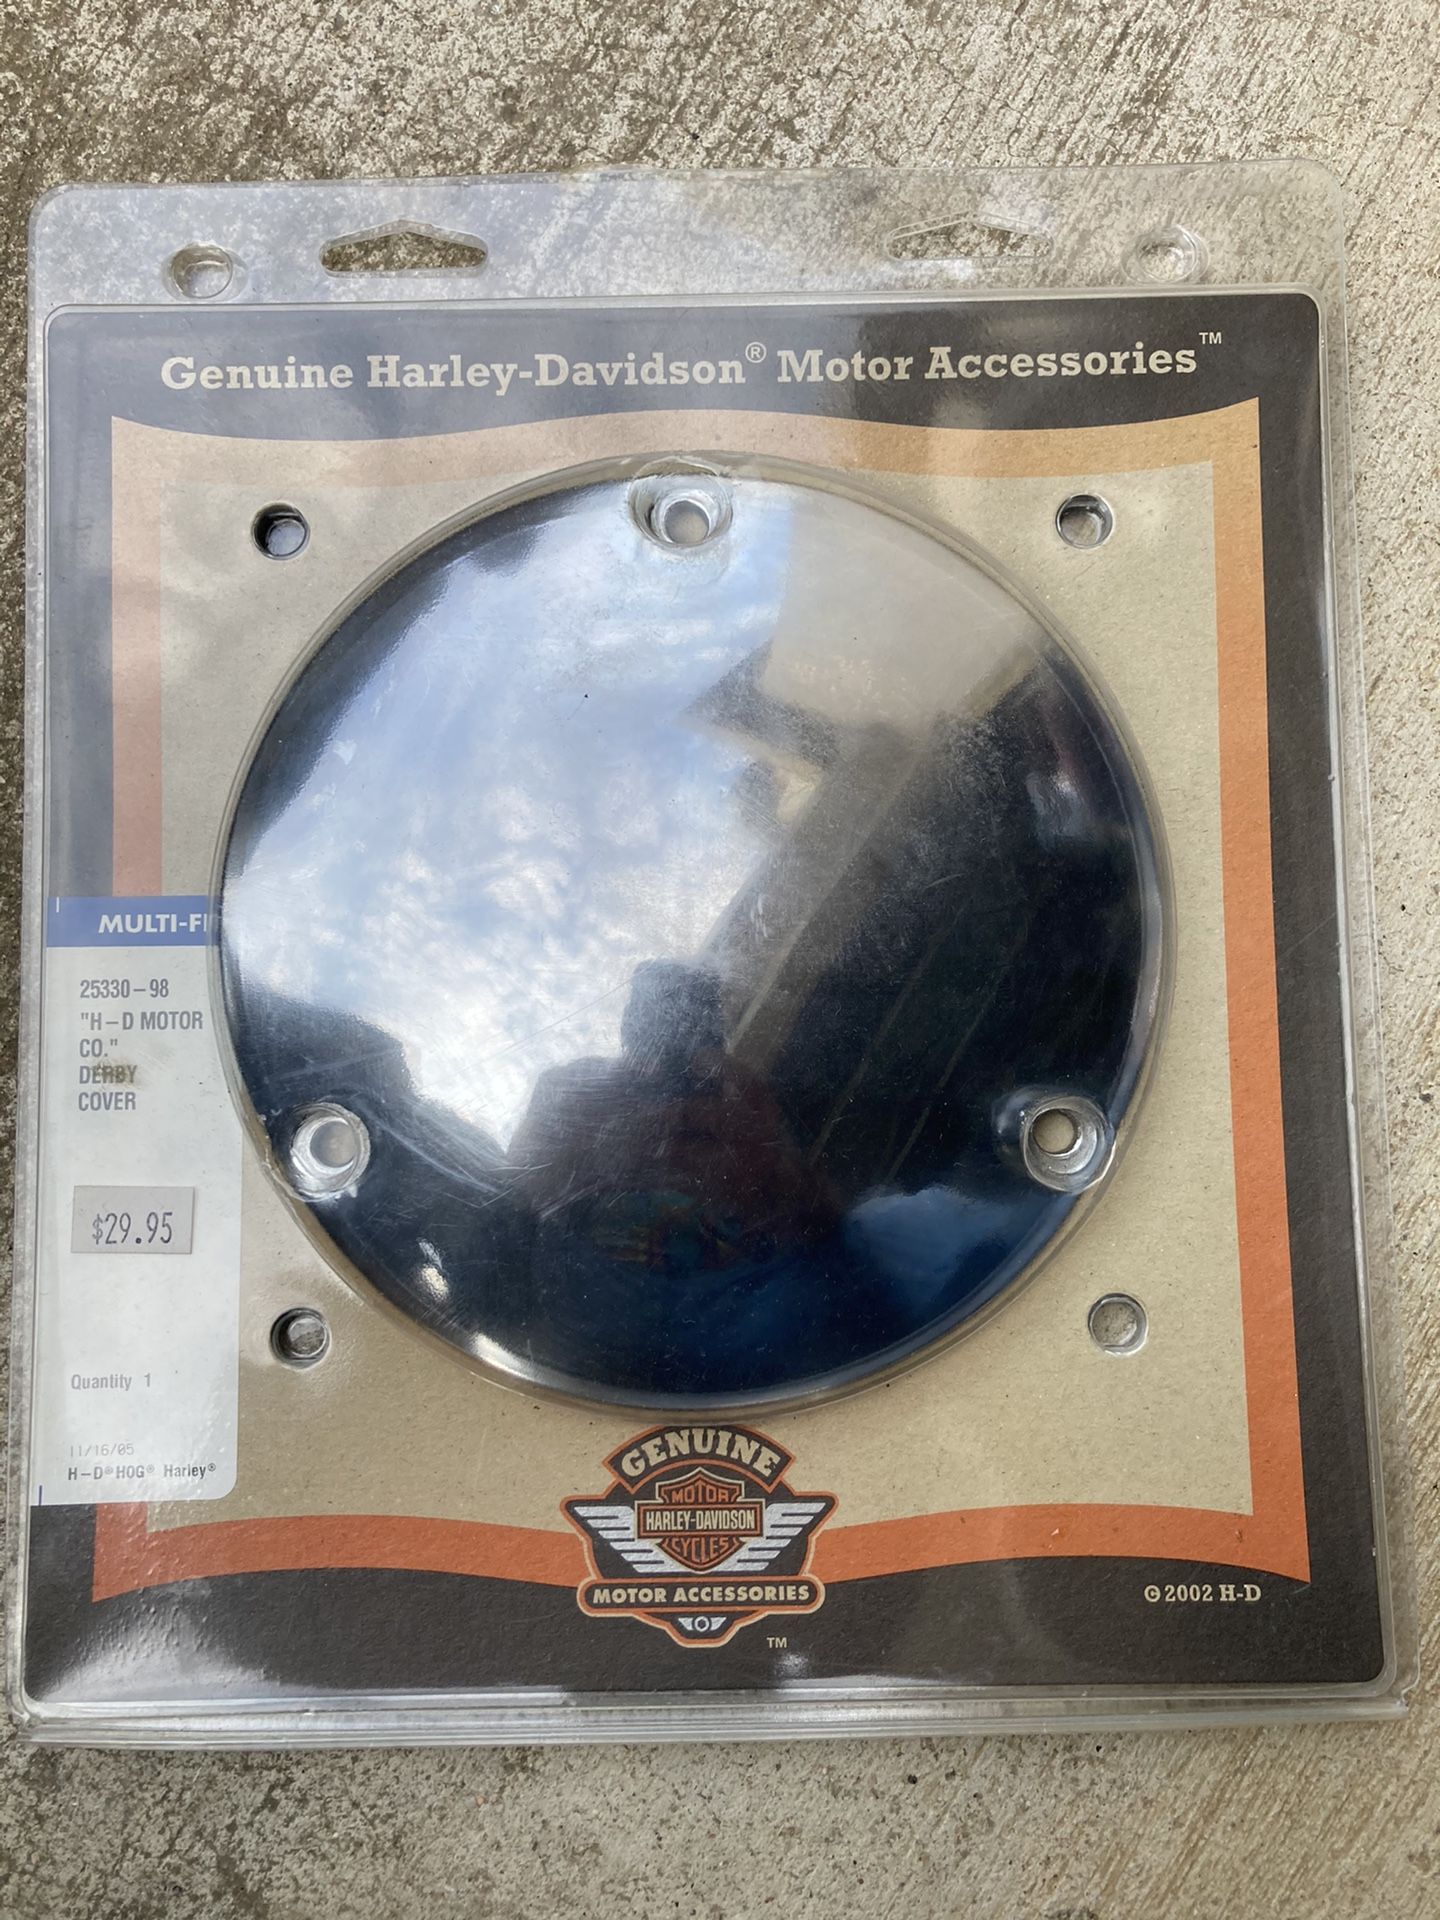 Genuine Harley-Davidson® Motor Accessories™
MULTI-FI
25330-98
"H-D MOTOR
CO."
DERBY
COVER
$29.95
Quantity 1
11/16/05
H-D® HOG® Harley®
GENUINE
MOTOR
HARLEY-DAVIDSON
CYCLES
MOTOR ACCESSORIES
TM
© 2002 H-D